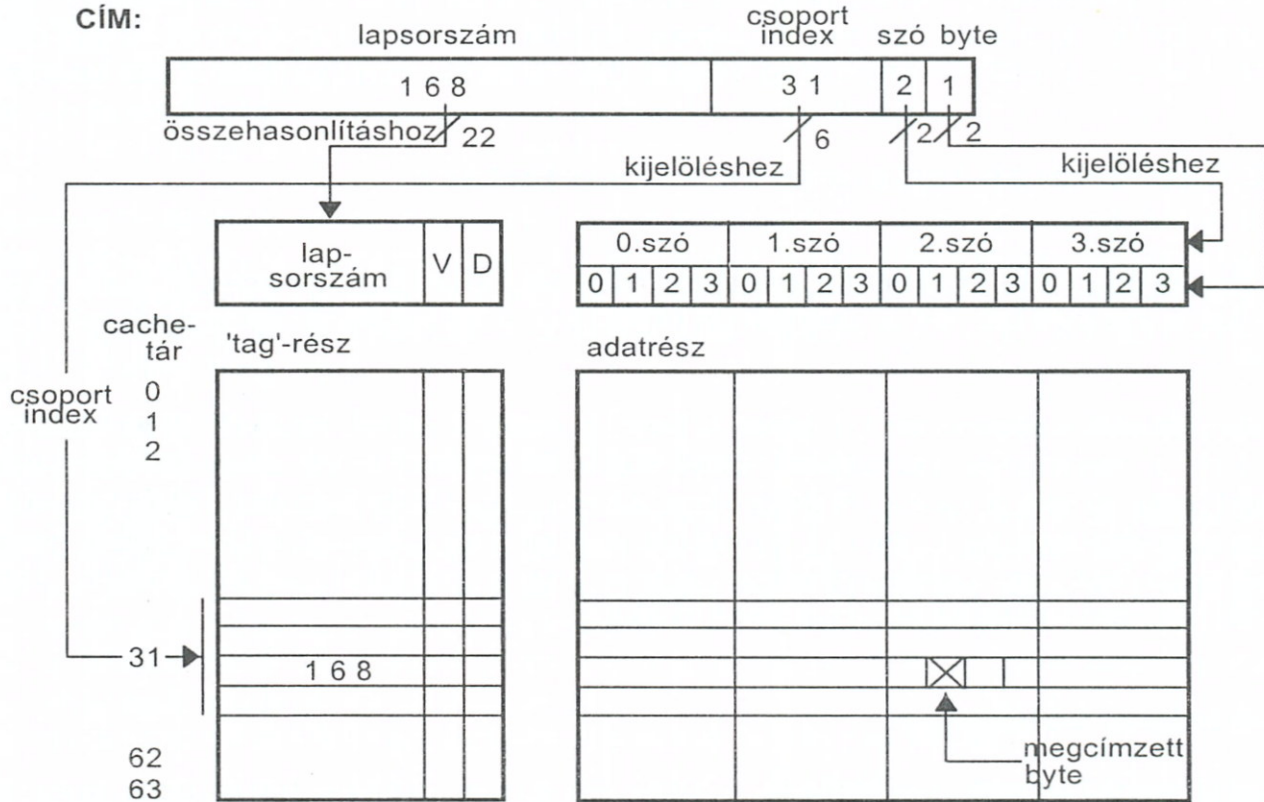 CÍM:
lapsorszám
csoport
index
szó
byte
1 6 8
3 1
2
1
összehasonlításhoz
22
6
2
2
kijelöléshez
kijelöléshez
lap-
sorszám
V
D
0.szó
1.szó
2.szó
3.szó
0 1 2 3 0 1 2 3 0 1 2 3 0 1 2 3
cache-
tár
'tag'-rész
adatrész
csoport
index
0
1
2
31
1 6 8
megcímzett
byte
62
63